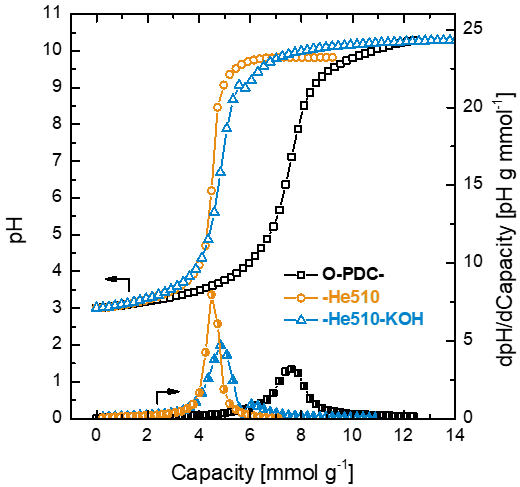 11
10
9
8
7
6
5
4
3
2
1
0
pH
25
20
15
10
5
0
dpH/dCapacity [pH g mmol⁻¹]
O-PDC-
-He510
-He510-KOH
0 2 4 6 8 10 12 14
Capacity [mmol g⁻¹]